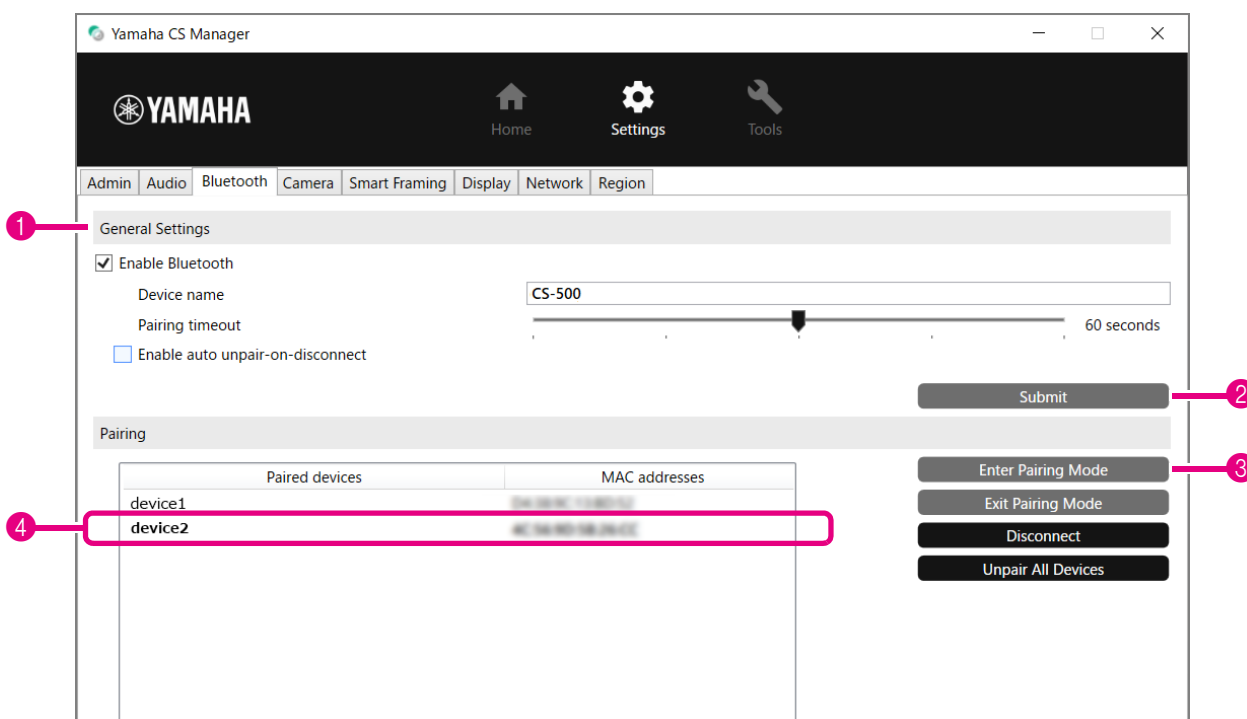 Yamaha CS Manager
YAMAHA
Home
Settings
Tools
Admin Audio Bluetooth Camera Smart Framing Display Network Region
1
General Settings
Enable Bluetooth
Device name CS-500
Pairing timeout 60 seconds
Enable auto unpair-on-disconnect
Submit 2
Pairing
Paired devices MAC addresses
Enter Pairing Mode 3
device1
Exit Pairing Mode
4 device2
Disconnect
Unpair All Devices